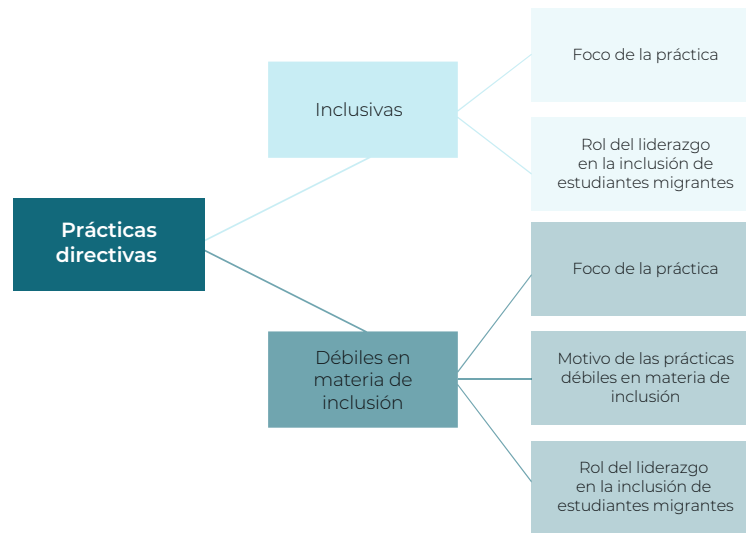 Prácticas
directivas
Inclusivas
Foco de la práctica
Rol del liderazgo
en la inclusión de
estudiantes migrantes
Débiles en
materia de
inclusión
Foco de la práctica
Motivo de las prácticas
débiles en materia de
inclusión
Rol del liderazgo
en la inclusión de
estudiantes migrantes